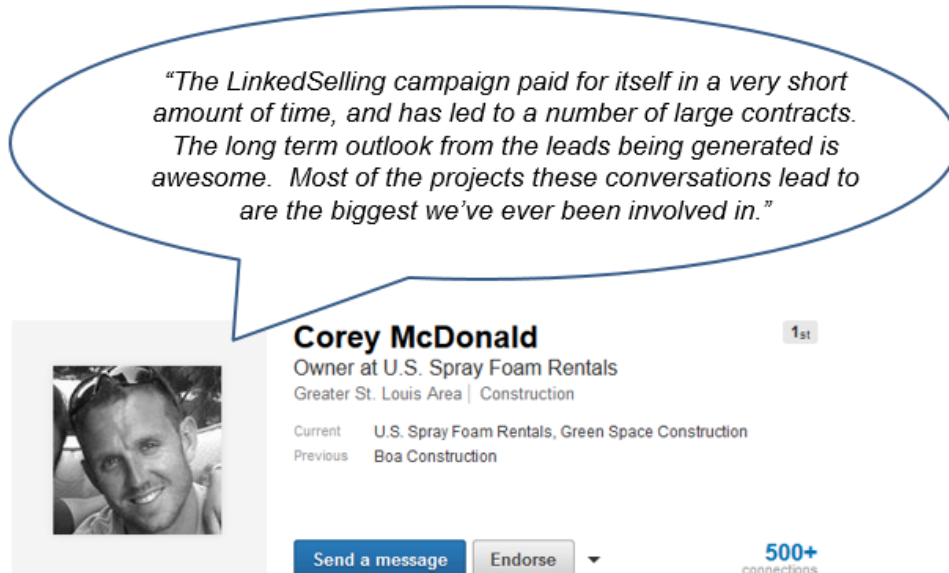 “The LinkedSelling campaign paid for itself in a very short
amount of time, and has led to a number of large contracts.
The long term outlook from the leads being generated is
awesome.  Most of the projects these conversations lead to
are the biggest we’ve ever been involved in.”
Corey McDonald
1st
Owner at U.S. Spray Foam Rentals
Greater St. Louis Area | Construction
Current U.S. Spray Foam Rentals, Green Space Construction
Previous Boa Construction
Send a message Endorse 500+
connections